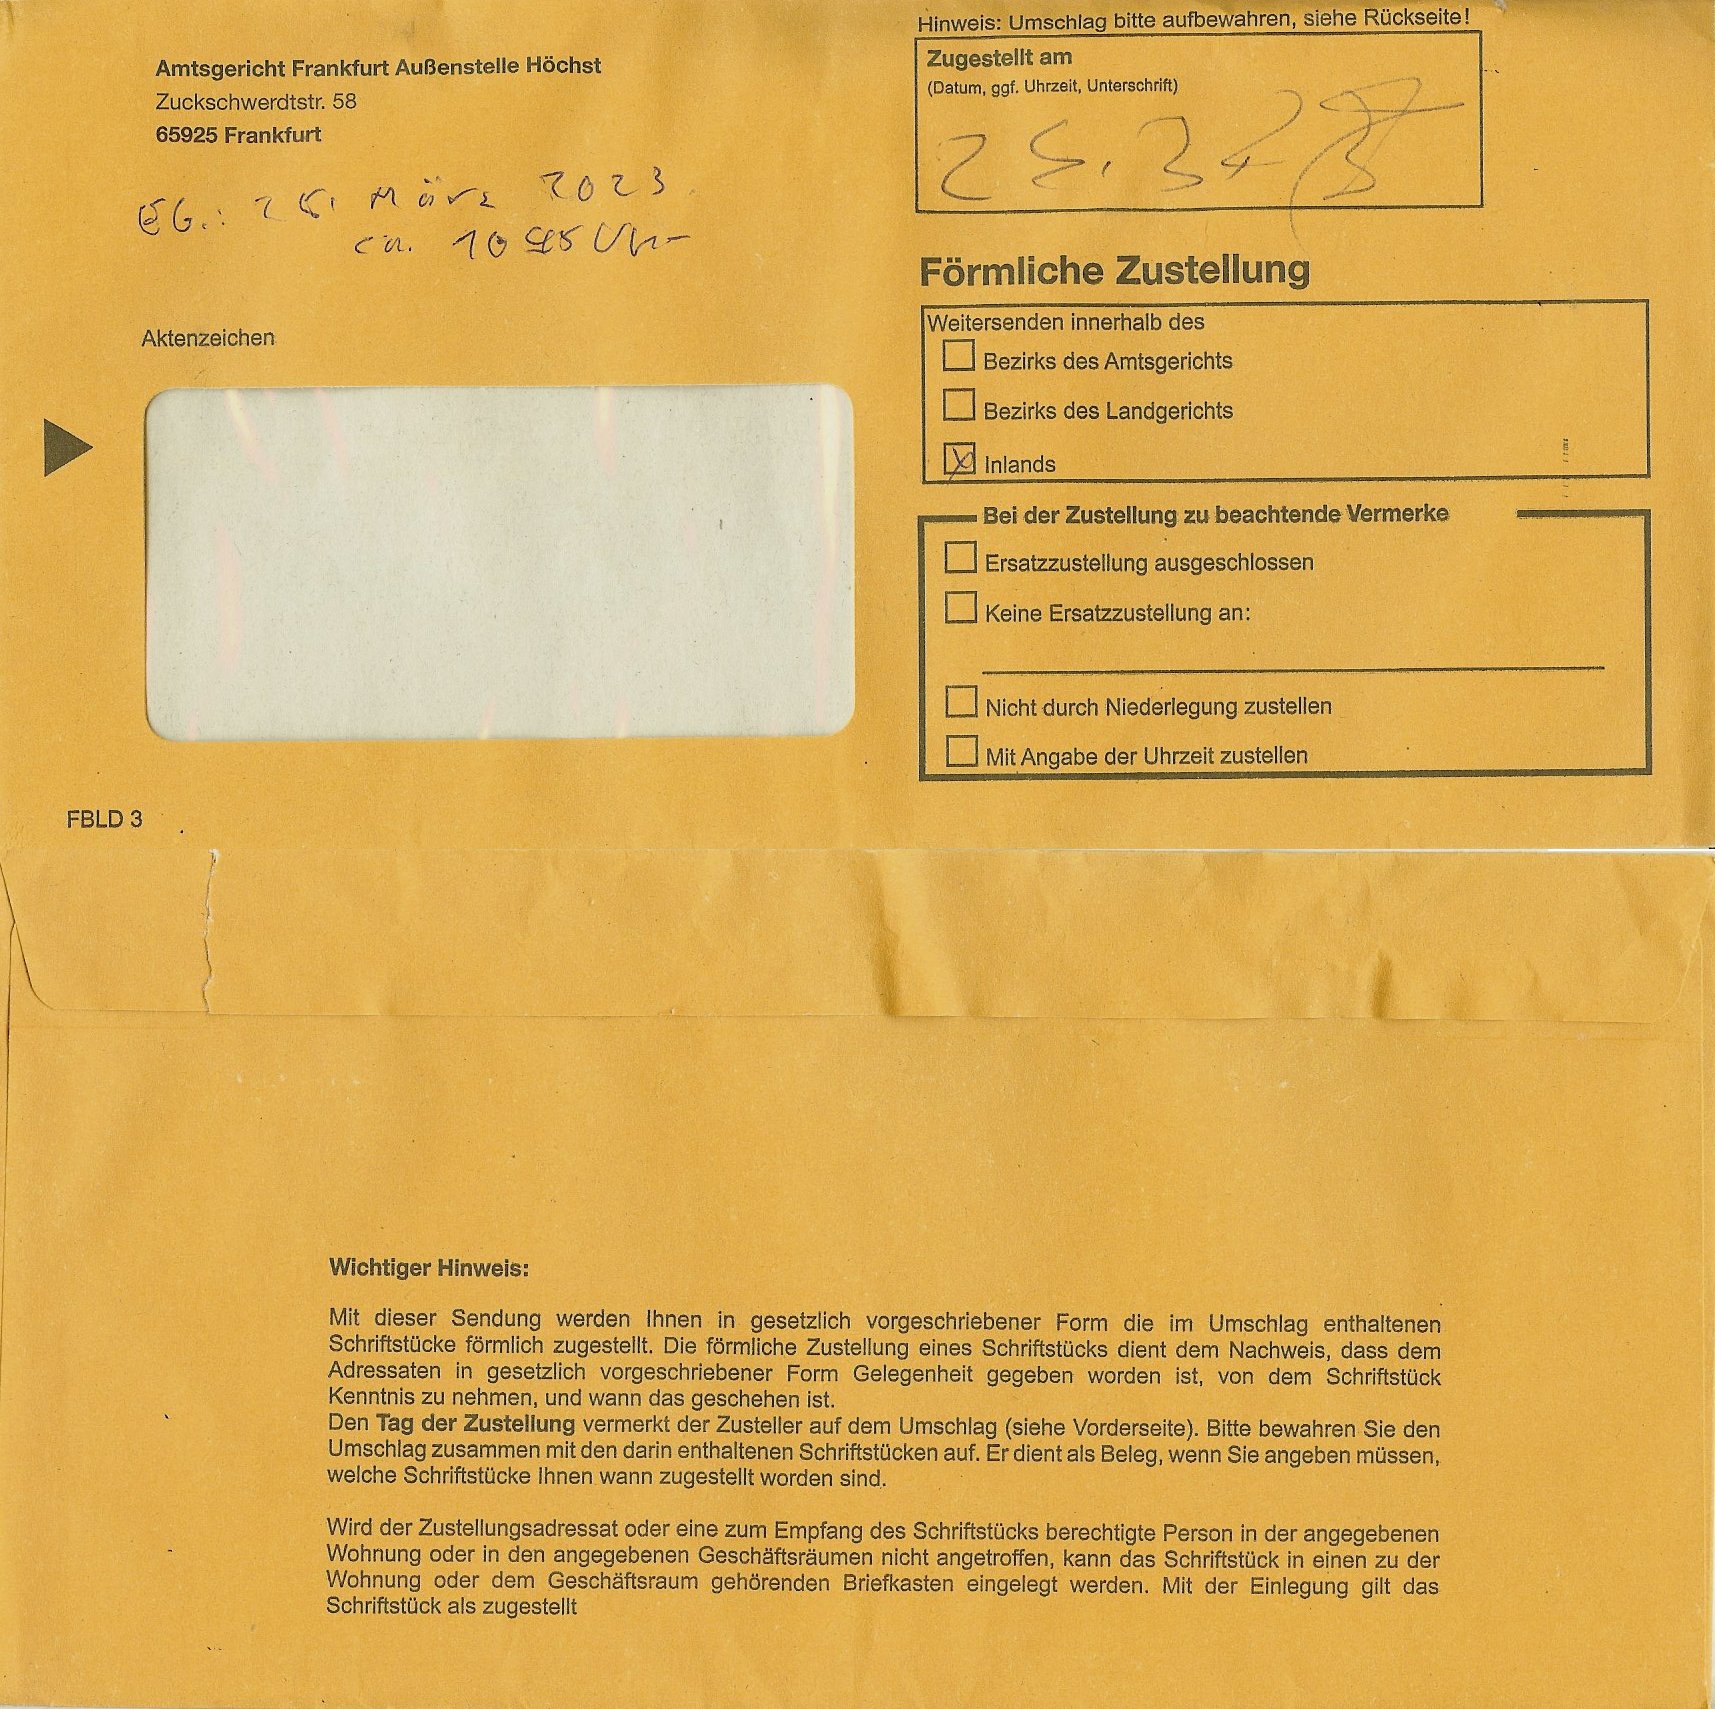 Hinweis: Umschlag bitte aufbewahren, siehe Rückseite!
Amtsgericht Frankfurt Außenstelle Höchst
Zuckschwerdtstr. 58
65925 Frankfurt
EG.: März 2023
ca. Uhr
Aktenzeichen
FBLD 3
Zugestellt am
(Datum, ggf. Uhrzeit, Unterschrift)
Förmliche Zustellung
Weitersenden innerhalb des
Bezirks des Amtsgerichts
Bezirks des Landgerichts
Inlands
Bei der Zustellung zu beachtende Vermerke
Ersatzzustellung ausgeschlossen
Keine Ersatzzustellung an:
Nicht durch Niederlegung zustellen
Mit Angabe der Uhrzeit zustellen
Wichtiger Hinweis:
Mit dieser Sendung werden Ihnen in gesetzlich vorgeschriebener Form die im Umschlag enthaltenen
Schriftstücke förmlich zugestellt. Die förmliche Zustellung eines Schriftstücks dient dem Nachweis, dass dem
Adressaten in gesetzlich vorgeschriebener Form Gelegenheit gegeben worden ist, von dem Schriftstück
Kenntnis zu nehmen, und wann das geschehen ist.
Den Tag der Zustellung vermerkt der Zusteller auf dem Umschlag (siehe Vorderseite). Bitte bewahren Sie den
Umschlag zusammen mit den darin enthaltenen Schriftstücken auf. Er dient als Beleg, wenn Sie angeben müssen,
welche Schriftstücke Ihnen wann zugestellt worden sind.
Wird der Zustellungsadressat oder eine zum Empfang des Schriftstücks berechtigte Person in der angegebenen
Wohnung oder in den angegebenen Geschäftsräumen nicht angetroffen, kann das Schriftstück in einen zu der
Wohnung oder dem Geschäftsraum gehörenden Briefkasten eingelegt werden. Mit der Einlegung gilt das
Schriftstück als zugestellt